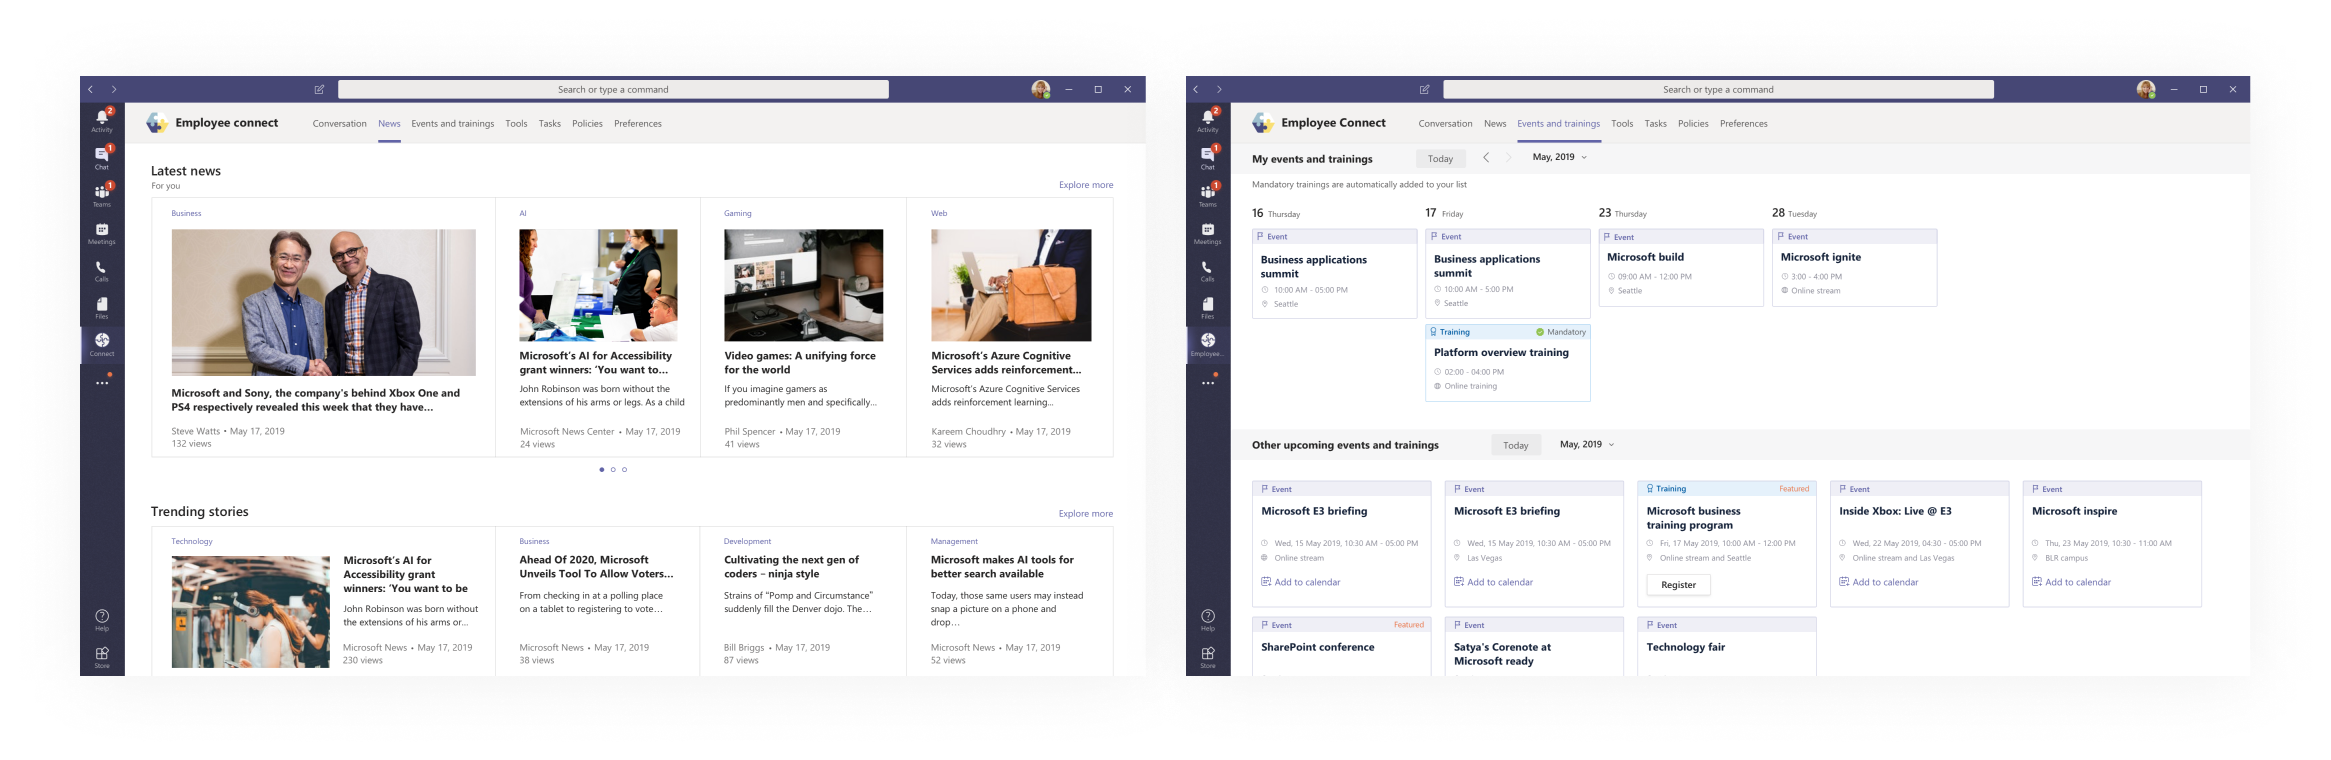 Search or type a command
2
Activity
1
Chat
1
Teams
Meetings
Calls
Files
Connect
Help
Store
Employee connect
Conversation News Events and trainings Tools Tasks Policies Preferences
Latest news
For you
Explore more
Business
Microsoft and Sony, the company's behind Xbox One and
PS4 respectively revealed this week that they have...
Steve Watts • May 17, 2019
132 views
AI
Microsoft's AI for Accessibility
grant winners: 'You want to...
John Robinson was born without the
extensions of his arms or legs. As a child
Microsoft News Center • May 17, 2019
24 views
Gaming
Video games: A unifying force
for the world
If you imagine gamers as
predominantly men and specifically...
Phil Spencer • May 17, 2019
41 views
Web
Microsoft's Azure Cognitive
Services adds reinforcement...
Microsoft's Azure Cognitive Services
adds reinforcement learning...
Kareem Choudhry • May 17, 2019
32 views
Trending stories
Explore more
Technology
Microsoft's AI for
Accessibility grant
winners: 'You want to be
John Robinson was born without
the extensions of his arms or...
Microsoft News • May 17, 2019
230 views
Business
Ahead Of 2020, Microsoft
Unveils Tool To Allow Voters...
From checking in at a polling place
on a tablet to registering to vote...
Microsoft News • May 17, 2019
38 views
Development
Cultivating the next gen of
coders – ninja style
Strains of "Pomp and Circumstance"
suddenly fill the Denver dojo. The...
Bill Briggs • May 17, 2019
87 views
Management
Microsoft makes AI tools for
better search available
Today, those same users may instead
snap a picture on a phone and
drop...
Microsoft News • May 17, 2019
52 views
Search or type a command
2
Activity
1
Chat
1
Teams
Meetings
Calls
Files
Employee...
Help
Store
Employee Connect
Conversation News Events and trainings Tools Tasks Policies Preferences
My events and trainings Today May, 2019
Mandatory trainings are automatically added to your list
16 Thursday
Event
Business applications
summit
10:00 AM - 05:00 PM
Seattle
17 Friday
Event
Business applications
summit
10:00 AM - 5:00 PM
Seattle
Training Mandatory
Platform overview training
02:00 - 04:00 PM
Online training
23 Thursday
Event
Microsoft build
09:00 AM - 12:00 PM
Seattle
28 Tuesday
Event
Microsoft ignite
3:00 - 4:00 PM
Online stream
Other upcoming events and trainings Today May, 2019
Event
Microsoft E3 briefing
Wed, 15 May 2019, 10:30 AM - 05:00 PM
Online stream
Add to calendar
Event
Microsoft E3 briefing
Wed, 15 May 2019, 10:30 AM - 05:00 PM
Las Vegas
Add to calendar
Training Featured
Microsoft business
training program
Fri, 17 May 2019, 10:00 AM - 12:00 PM
Online stream and Seattle
Register
Event
Inside Xbox: Live @ E3
Wed, 22 May 2019, 04:30 - 05:00 PM
Online stream and Las Vegas
Add to calendar
Event
Microsoft inspire
Thu, 23 May 2019, 10:30 - 11:00 AM
BLR campus
Add to calendar
Event Featured
SharePoint conference
Event
Satya's Corenote at
Microsoft ready
Event
Technology fair